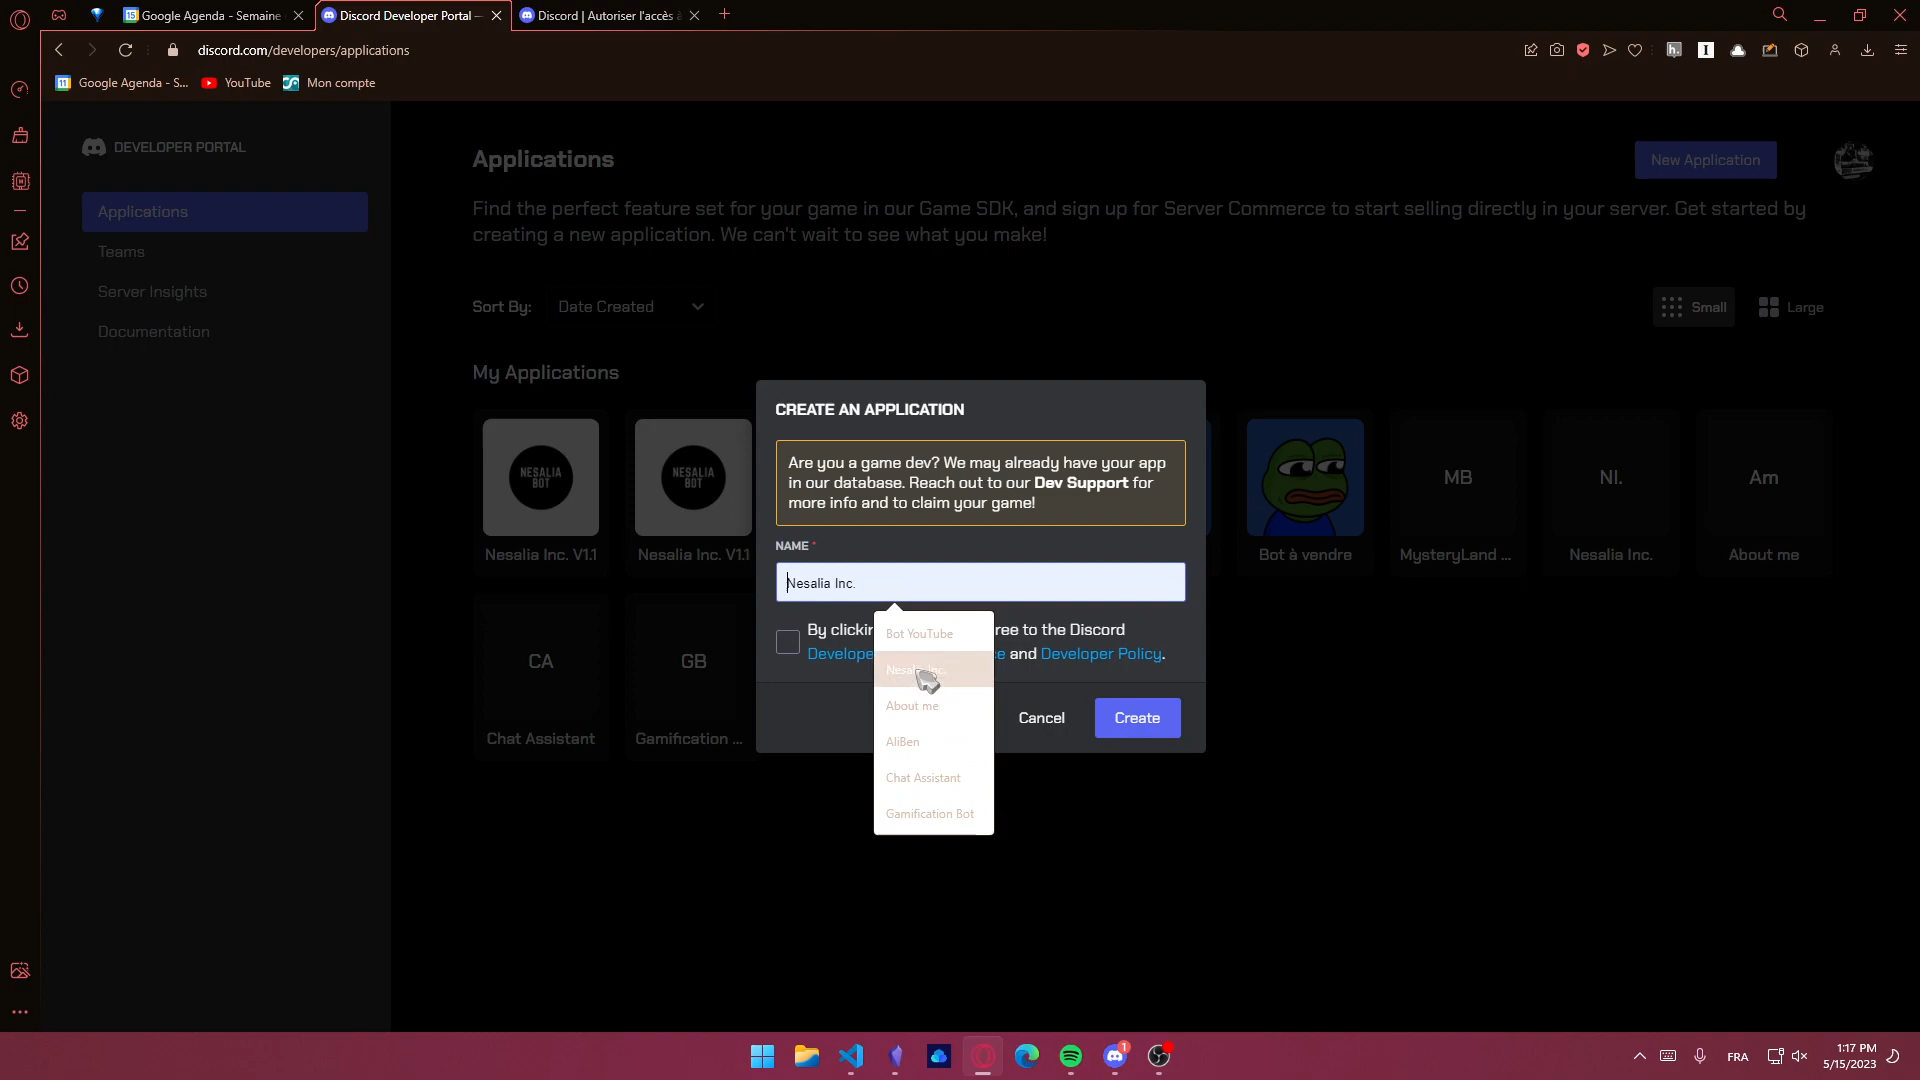 Google Agenda - Semaine
Discord Developer Portal —
Discord | Autoriser l'accès à
discord.com/developers/applications
Google Agenda - S...
YouTube
Mon compte
DEVELOPER PORTAL
Applications
Teams
Server Insights
Documentation
Applications
New Application
Find the perfect feature set for your game in our Game SDK, and sign up for Server Commerce to start selling directly in your server. Get started by
creating a new application. We can't wait to see what you make!
Sort By:
Date Created
Small
Large
My Applications
NESALIA
BOT
Nesalia Inc. V1.1
NESALIA
BOT
Nesalia Inc. V1.1
Bot à vendre
MB
MysteryLand ...
NI.
Nesalia Inc.
Am
About me
CA
Chat Assistant
GB
Gamification ...
CREATE AN APPLICATION
Are you a game dev? We may already have your app
in our database. Reach out to our Dev Support for
more info and to claim your game!
NAME *
Nesalia Inc.
By clickin
ree to the Discord
Develope
e and Developer Policy.
Bot YouTube
Nesalia Inc.
About me
AliBen
Chat Assistant
Gamification Bot
Cancel
Create
1
FRA
1:17 PM
5/15/2023